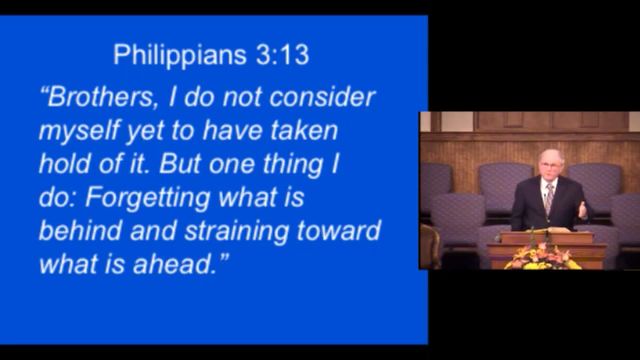 Philippians 3:13
“Brothers, I do not consider
myself yet to have taken
hold of it. But one thing I
do: Forgetting what is
behind and straining toward
what is ahead.”